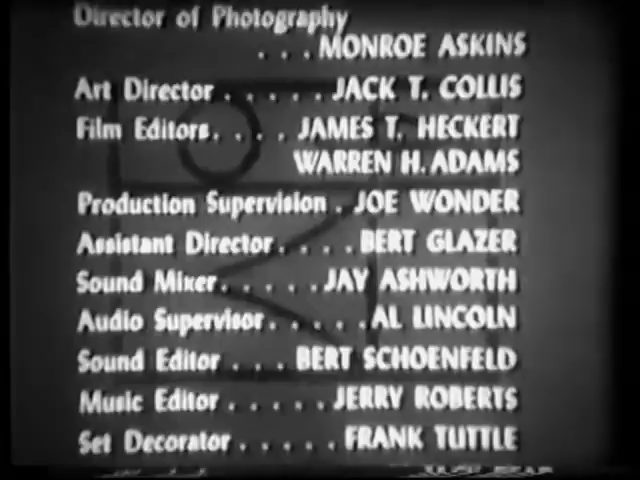 Director of Photography
. . . MONROE ASKINS
Art Director . . . . . JACK T. COLLIS
Film Editors. . . . JAMES T. HECKERT
WARREN H. ADAMS
Production Supervision . JOE WONDER
Assistant Director. . . . BERT GLAZER
Sound Mixer. . . . . JAY ASHWORTH
Audio Supervisor. . . . . AL LINCOLN
Sound Editor . . . BERT SCHOENFELD
Music Editor . . . . . JERRY ROBERTS
Set Decorator . . . . . FRANK TUTTLE